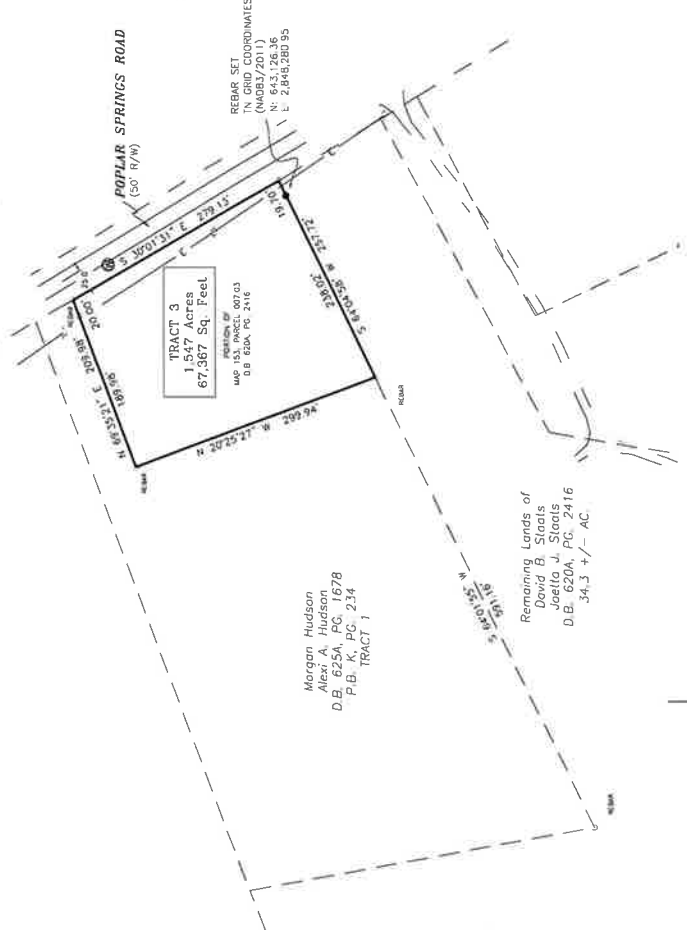 POPLAR SPRINGS ROAD
(50' R/W)
REBAR SET
TN GRID COORDINATES
(NAD83/2011)
N: 643,126.36
E: 2,848,280.95
S 30°01'31" E 279.13'
25.0
REBAR
20.00'
N 69°35'21" E 209.98'
189.98'
19.70'
238.02'
S 64°04'58" W 257.72'
TRACT 3
1.547 Acres
67,367 Sq. Feet
PORTION OF
MAP 153, PARCEL 007.03
D.B. 620A, PG. 2416
N 20°25'27" W 299.94'
REBAR
REBAR
Morgan Hudson
Alexi A. Hudson
D.B. 625A, PG. 1678
P.B. K, PG. 234
TRACT 1
S 64°01'55" W
591.16'
Remaining Lands of
David B. Staats
Joetta J. Staats
D.B. 620A, PG. 2416
34.3 +/- AC.
REBAR